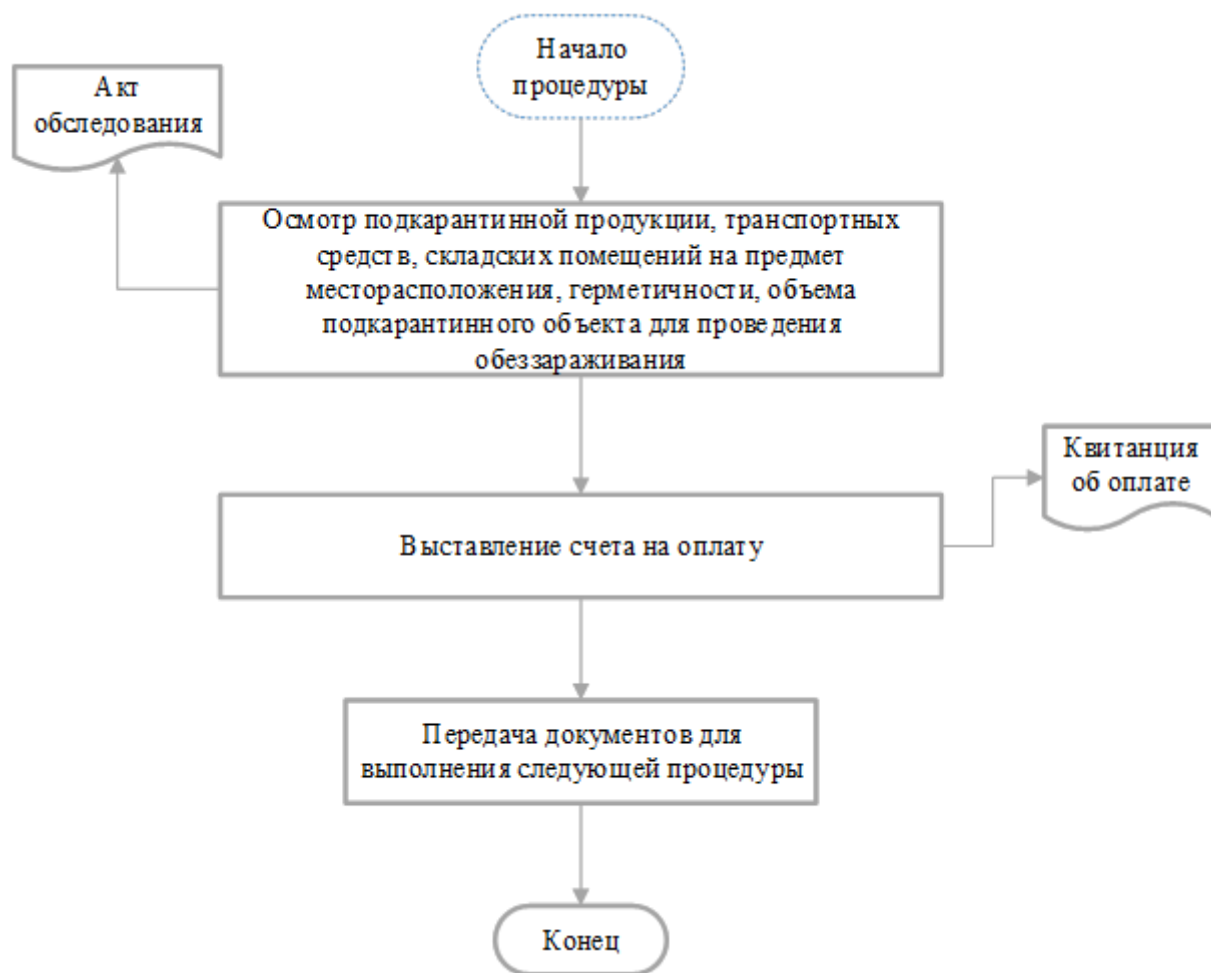 Начало
процедуры
Акт
обследования
Осмотр подкарантинной продукции, транспортных
средств, складских помещений на предмет
месторасположения, герметичности, объема
подкарантинного объекта для проведения
обеззараживания
Квитанция
об оплате
Выставление счета на оплату
Передача документов для
выполнения следующей процедуры
Конец